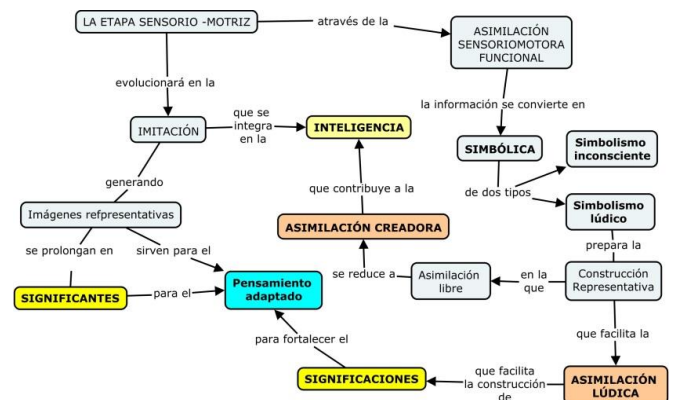 LA ETAPA SENSORIO -MOTRIZ
através de la
ASIMILACIÓN
SENSORIOMOTORA
FUNCIONAL
evolucionará en la
la información se convierte en
que se
integra
en la
IMITACIÓN
INTELIGENCIA
SIMBÓLICA
Simbolismo
inconsciente
generando
que contribuye a la
de dos tipos
Simbolismo
lúdico
Imágenes refpresentativas
ASIMILACIÓN CREADORA
prepara la
se prolongan en
sirven para el
se reduce a
Asimilación
libre
en la
que
Construcción
Representativa
SIGNIFICANTES
para el
Pensamiento
adaptado
para fortalecer el
que facilita la
SIGNIFICACIONES
que facilita
la construcción
de
ASIMILACIÓN
LÚDICA